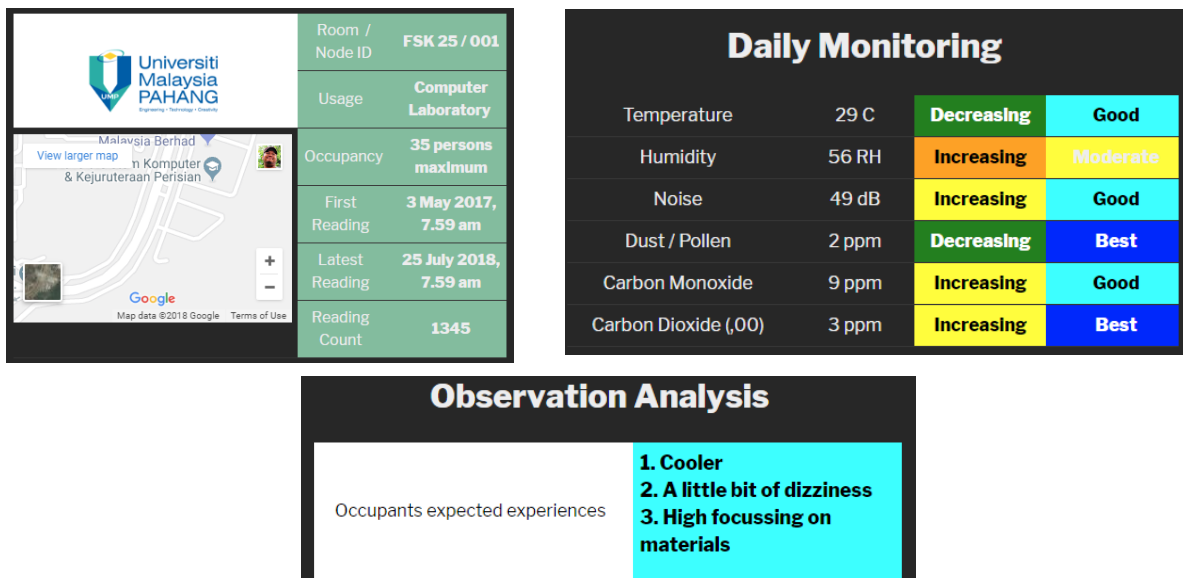 Universiti
Malaysia
PAHANG
Engineering • Technology • Creativity
UMP
Malaysia Berhad
View larger map
n Komputer
& Kejuruteraan Perisian
+
−
Google
Map data ©2018 Google Terms of Use
Room /
Node ID
FSK 25 / 001
Usage
Computer
Laboratory
Occupancy
35 persons
maximum
First
Reading
3 May 2017,
7.59 am
Latest
Reading
25 July 2018,
7.59 am
Reading
Count
1345
Daily Monitoring
Temperature 29 C Decreasing Good
Humidity 56 RH Increasing Moderate
Noise 49 dB Increasing Good
Dust / Pollen 2 ppm Decreasing Best
Carbon Monoxide 9 ppm Increasing Good
Carbon Dioxide (,00) 3 ppm Increasing Best
Observation Analysis
Occupants expected experiences
1. Cooler
2. A little bit of dizziness
3. High focussing on
materials